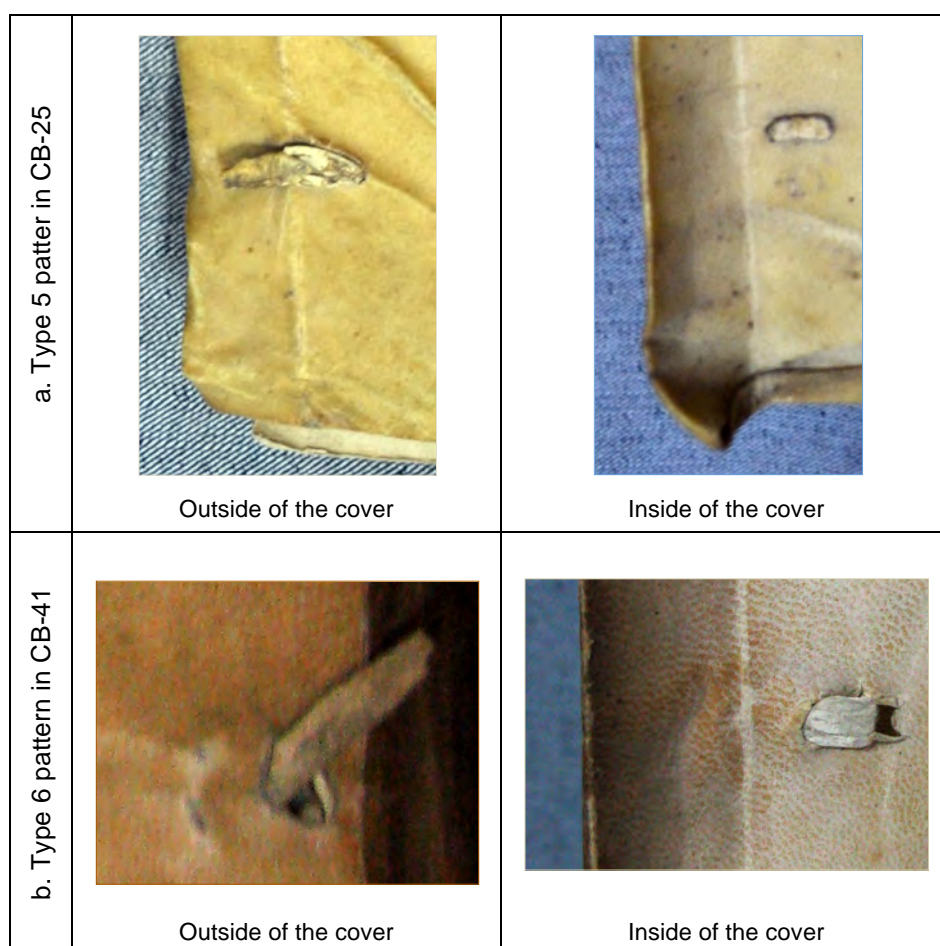 a. Type 5 patter in CB-25
Outside of the cover
Inside of the cover
b. Type 6 pattern in CB-41
Outside of the cover
Inside of the cover